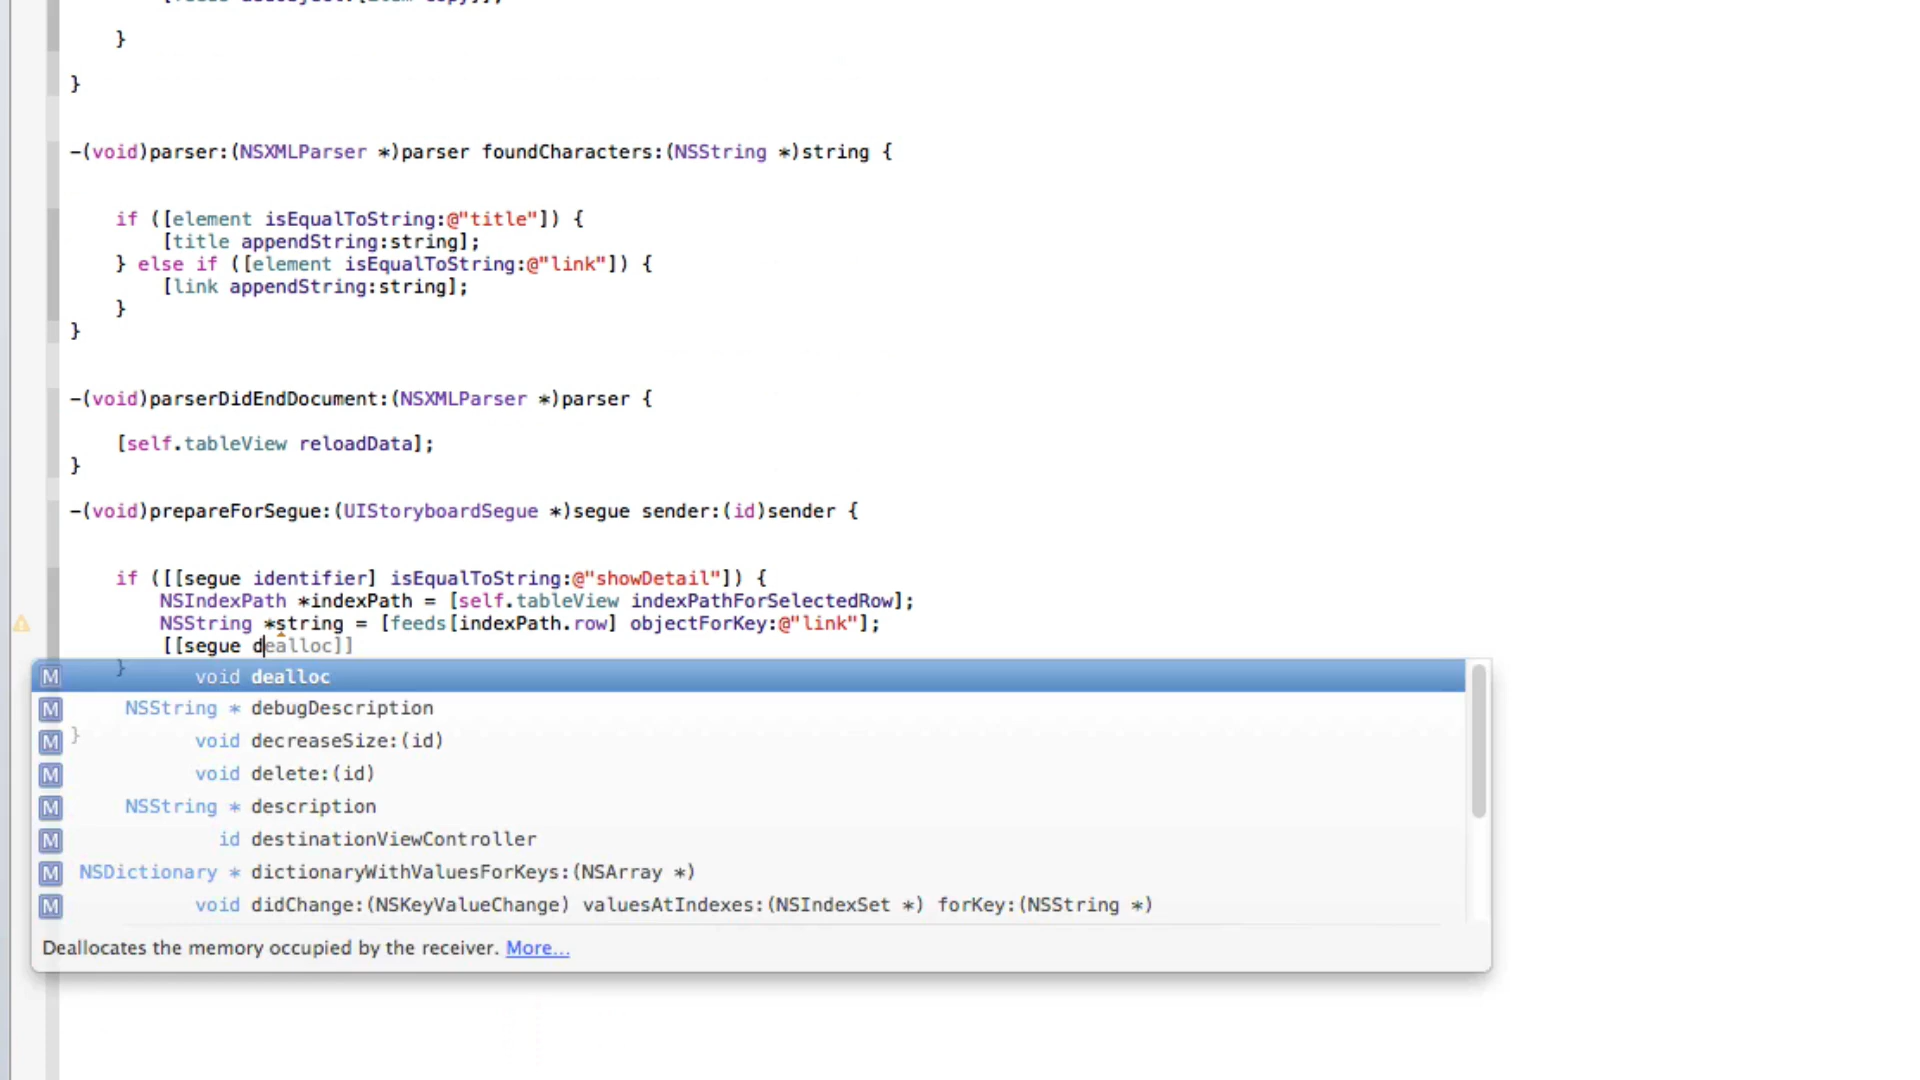 }
}
-(void)parser:(NSXMLParser *)parser foundCharacters:(NSString *)string {
if ([element isEqualToString:@"title"]) {
[title appendString:string];
} else if ([element isEqualToString:@"link"]) {
[link appendString:string];
}
}
-(void)parserDidEndDocument:(NSXMLParser *)parser {
[self.tableView reloadData];
}
-(void)prepareForSegue:(UIStoryboardSegue *)segue sender:(id)sender {
if ([[segue identifier] isEqualToString:@"showDetail"]) {
NSIndexPath *indexPath = [self.tableView indexPathForSelectedRow];
NSString *string = [feeds[indexPath.row] objectForKey:@"link"];
[[segue dealloc]]
}
M void dealloc
M NSString * debugDescription
}
M void decreaseSize:(id)
M void delete:(id)
M NSString * description
M id destinationViewController
M NSDictionary * dictionaryWithValuesForKeys:(NSArray *)
M void didChange:(NSKeyValueChange) valuesAtIndexes:(NSIndexSet *) forKey:(NSString *)
Deallocates the memory occupied by the receiver. More...